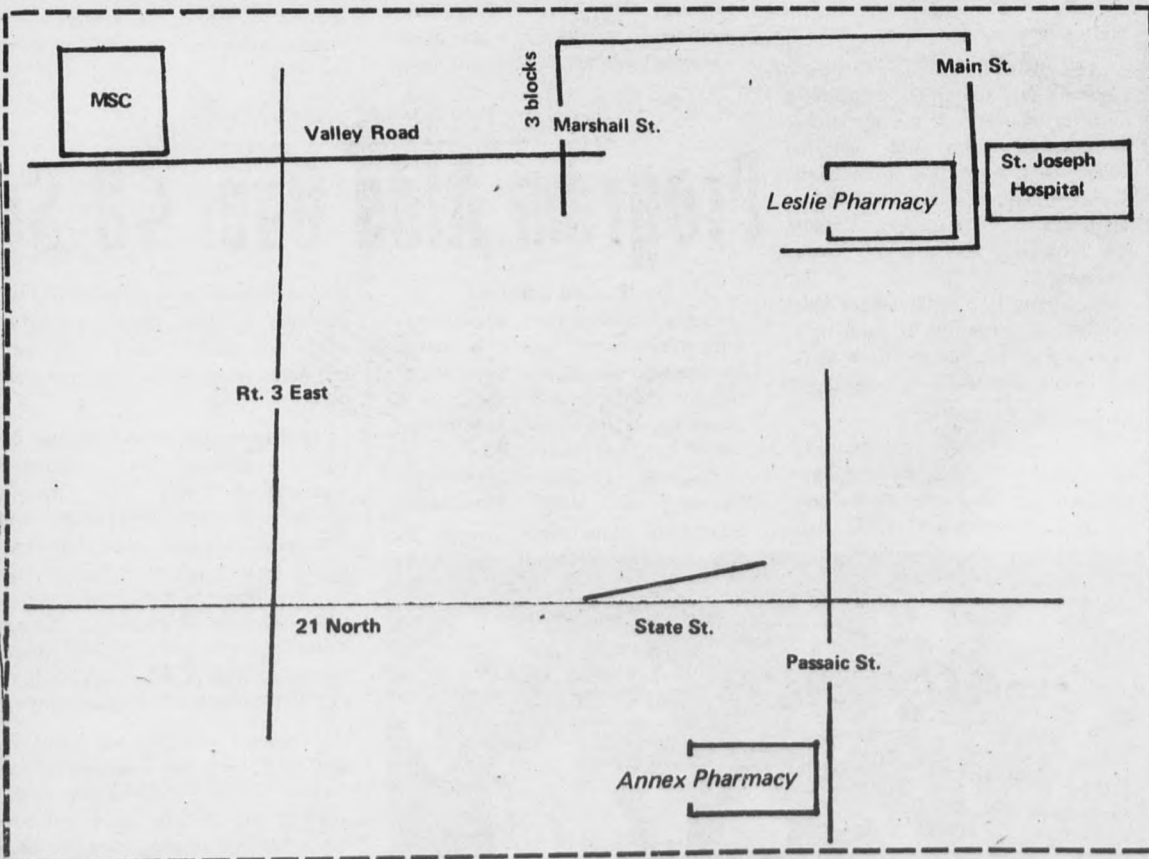 MSC
3 blocks
Main St.
Valley Road
Marshall St.
St. Joseph
Hospital
Leslie Pharmacy
Rt. 3 East
21 North
State St.
Passaic St.
Annex Pharmacy